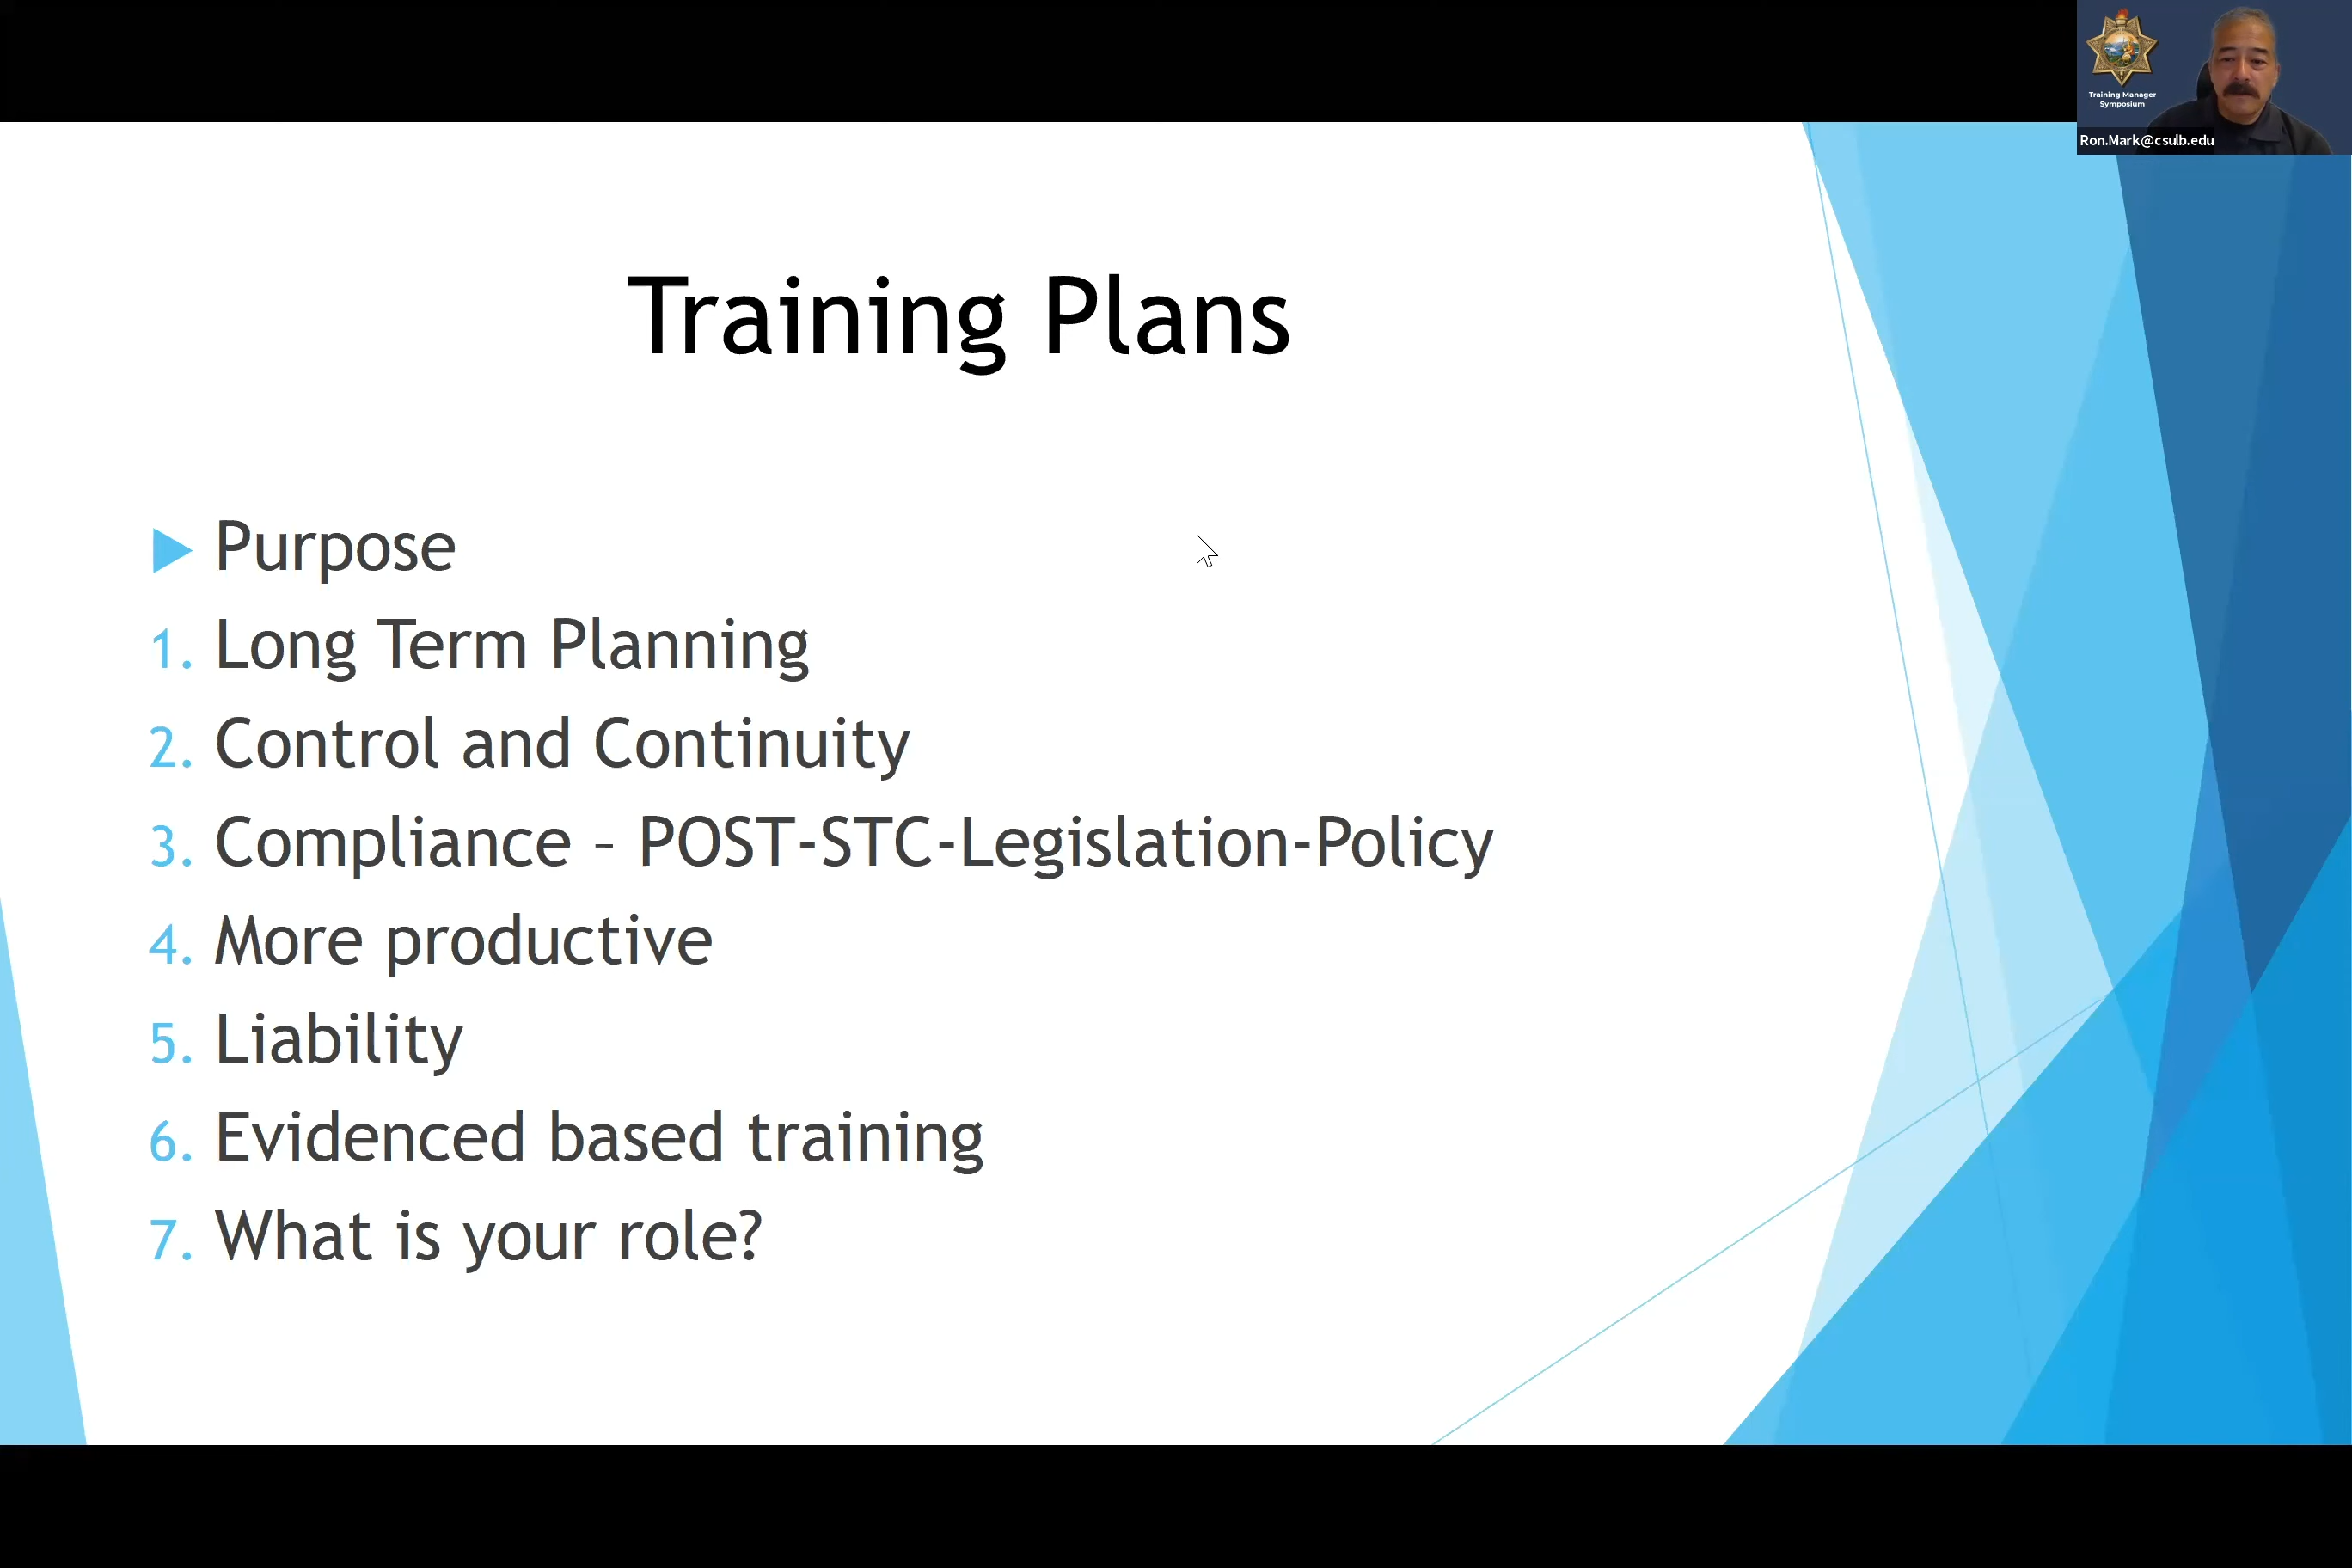 Training Manager
Symposium
Ron.Mark@csulb.edu
Training Plans
Purpose
1. Long Term Planning
2. Control and Continuity
3. Compliance – POST-STC-Legislation-Policy
4. More productive
5. Liability
6. Evidenced based training
7. What is your role?